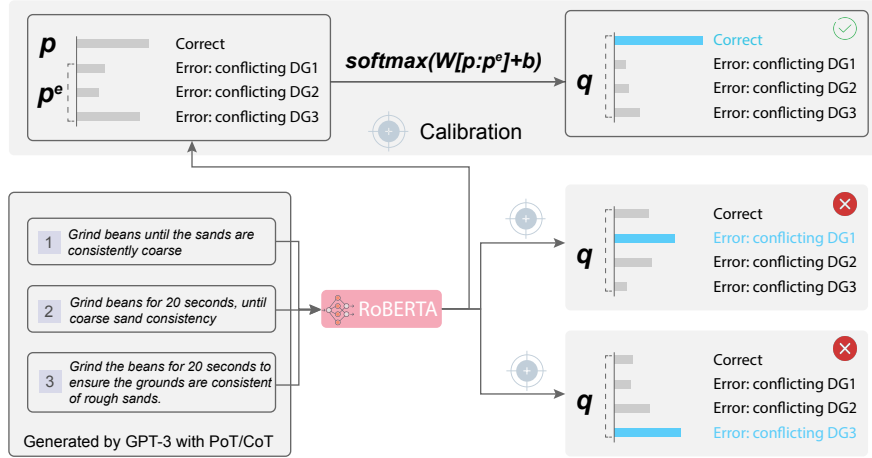 p
Correct
Error: conflicting DG1
pᵉ
Error: conflicting DG2
Error: conflicting DG3
softmax(W[p:pᵉ]+b)
Calibration
q
Correct
Error: conflicting DG1
Error: conflicting DG2
Error: conflicting DG3
1
Grind beans until the sands are
consistently coarse
2
Grind beans for 20 seconds, until
coarse sand consistency
3
Grind the beans for 20 seconds to
ensure the grounds are consistent
of rough sands.
Generated by GPT-3 with PoT/CoT
RoBERTA
q
Correct
Error: conflicting DG1
Error: conflicting DG2
Error: conflicting DG3
q
Correct
Error: conflicting DG1
Error: conflicting DG2
Error: conflicting DG3